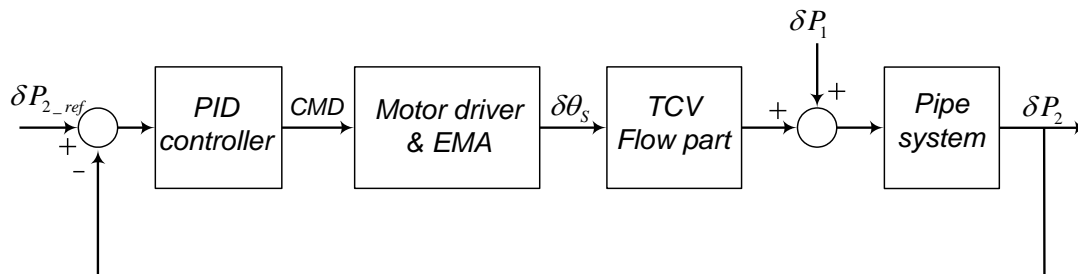 δP₁
δP₂_ref
+
-
PID
controller
CMD
Motor driver
& EMA
δθₛ
TCV
Flow part
+
+
Pipe
system
δP₂